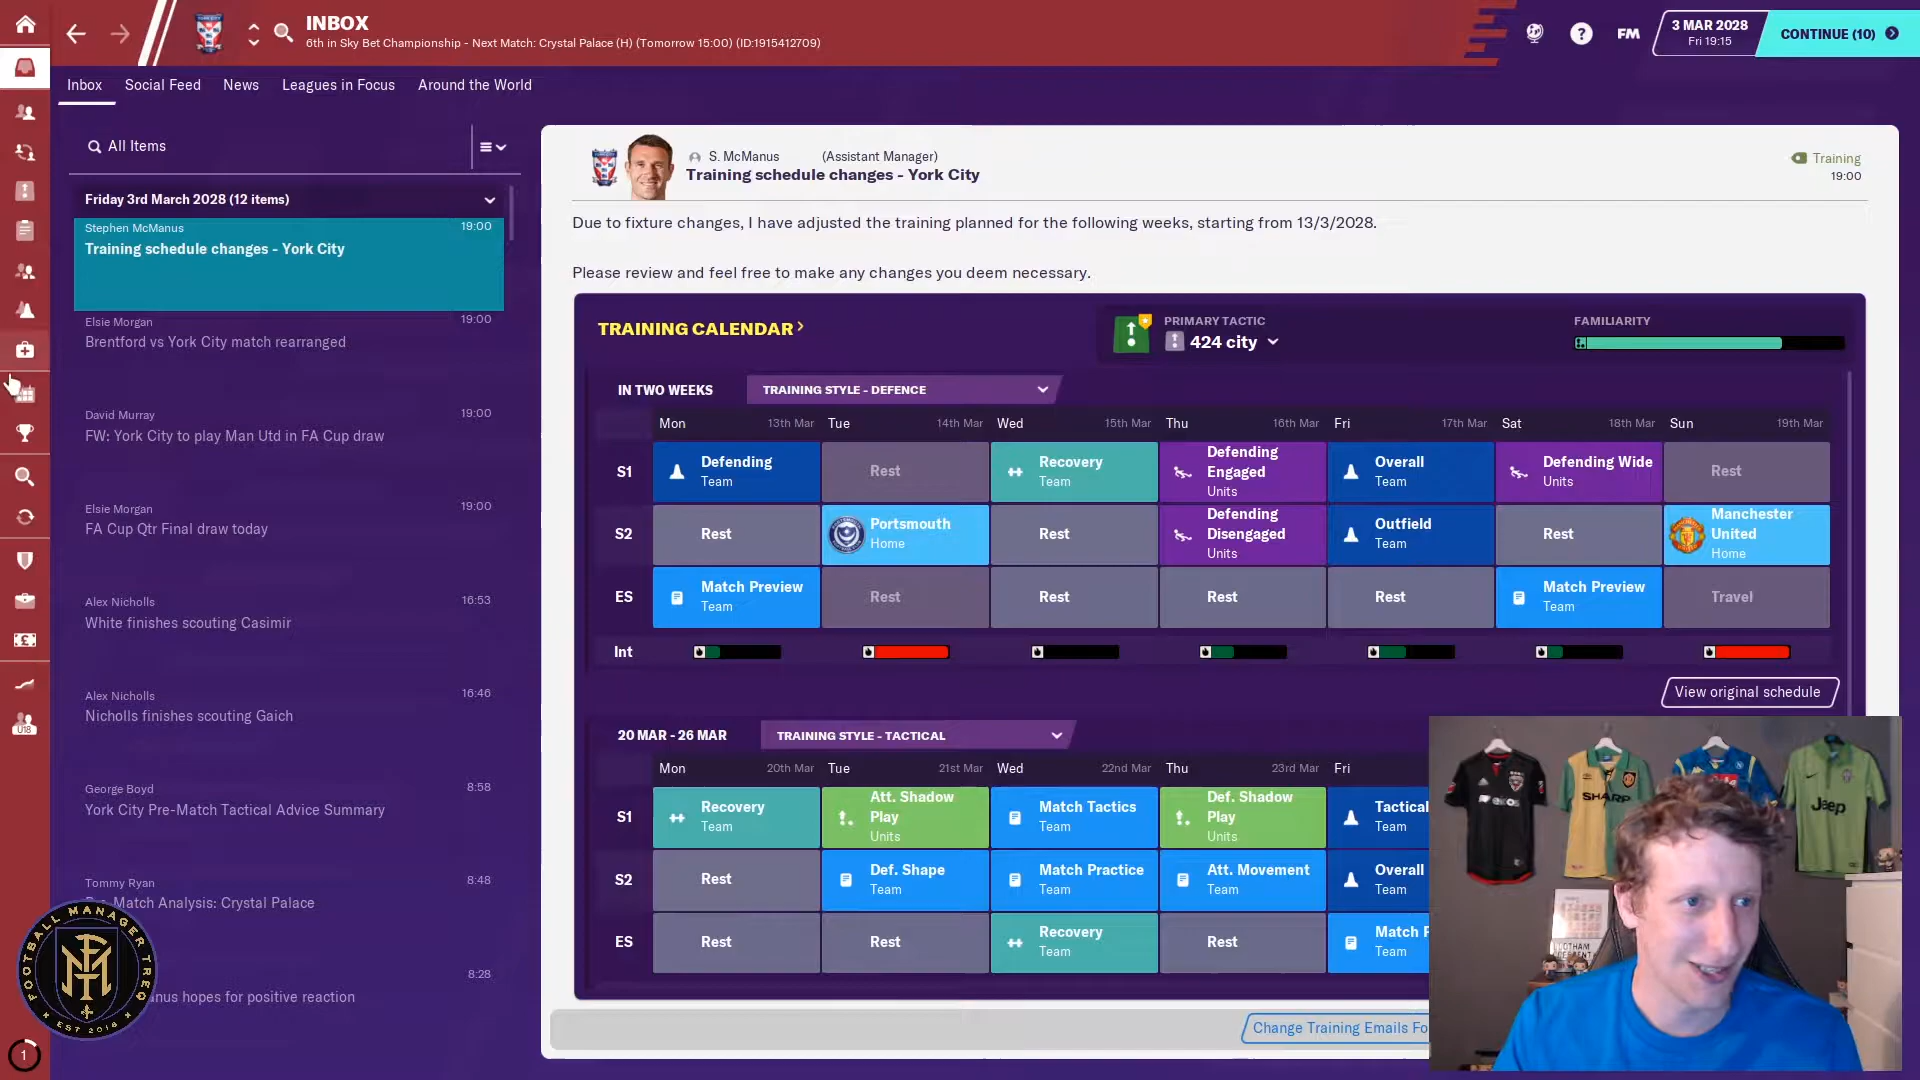 INBOX
6th in Sky Bet Championship - Next Match: Crystal Palace (H) (Tomorrow 15:00) (ID:1915412709)
FM
3 MAR 2028
Fri 19:15
CONTINUE (10)
Inbox Social Feed News Leagues in Focus Around the World
All Items
Friday 3rd March 2028 (12 items)
Stephen McManus 19:00
Training schedule changes - York City
Elsie Morgan 19:00
Brentford vs York City match rearranged
David Murray 19:00
FW: York City to play Man Utd in FA Cup draw
Elsie Morgan 19:00
FA Cup Qtr Final draw today
Alex Nicholls 16:53
White finishes scouting Casimir
Alex Nicholls 16:46
Nicholls finishes scouting Gaich
George Boyd 8:58
York City Pre-Match Tactical Advice Summary
Tommy Ryan 8:48
Match Analysis: Crystal Palace
8:28
hopes for positive reaction
U18
1
FOOTBALL MANAGER TREQ
EST 2018
S. McManus (Assistant Manager)
Training schedule changes - York City
Training
19:00
Due to fixture changes, I have adjusted the training planned for the following weeks, starting from 13/3/2028.
Please review and feel free to make any changes you deem necessary.
TRAINING CALENDAR
PRIMARY TACTIC
424 city
FAMILIARITY
IN TWO WEEKS TRAINING STYLE - DEFENCE
Mon 13th Mar Tue 14th Mar Wed 15th Mar Thu 16th Mar Fri 17th Mar Sat 18th Mar Sun 19th Mar
S1 Defending Team Rest Recovery Team Defending Engaged Units Overall Team Defending Wide Units Rest
S2 Rest Portsmouth Home Rest Defending Disengaged Units Outfield Team Rest Manchester United Home
ES Match Preview Team Rest Rest Rest Rest Match Preview Team Travel
Int
View original schedule
20 MAR - 26 MAR TRAINING STYLE - TACTICAL
Mon 20th Mar Tue 21st Mar Wed 22nd Mar Thu 23rd Mar Fri
S1 Recovery Team Att. Shadow Play Units Match Tactics Team Def. Shadow Play Units Tactical Team
S2 Rest Def. Shape Team Match Practice Team Att. Movement Team Overall Team
ES Rest Rest Recovery Team Rest Match P Team
Change Training Emails Fo
SHARP
Jeep